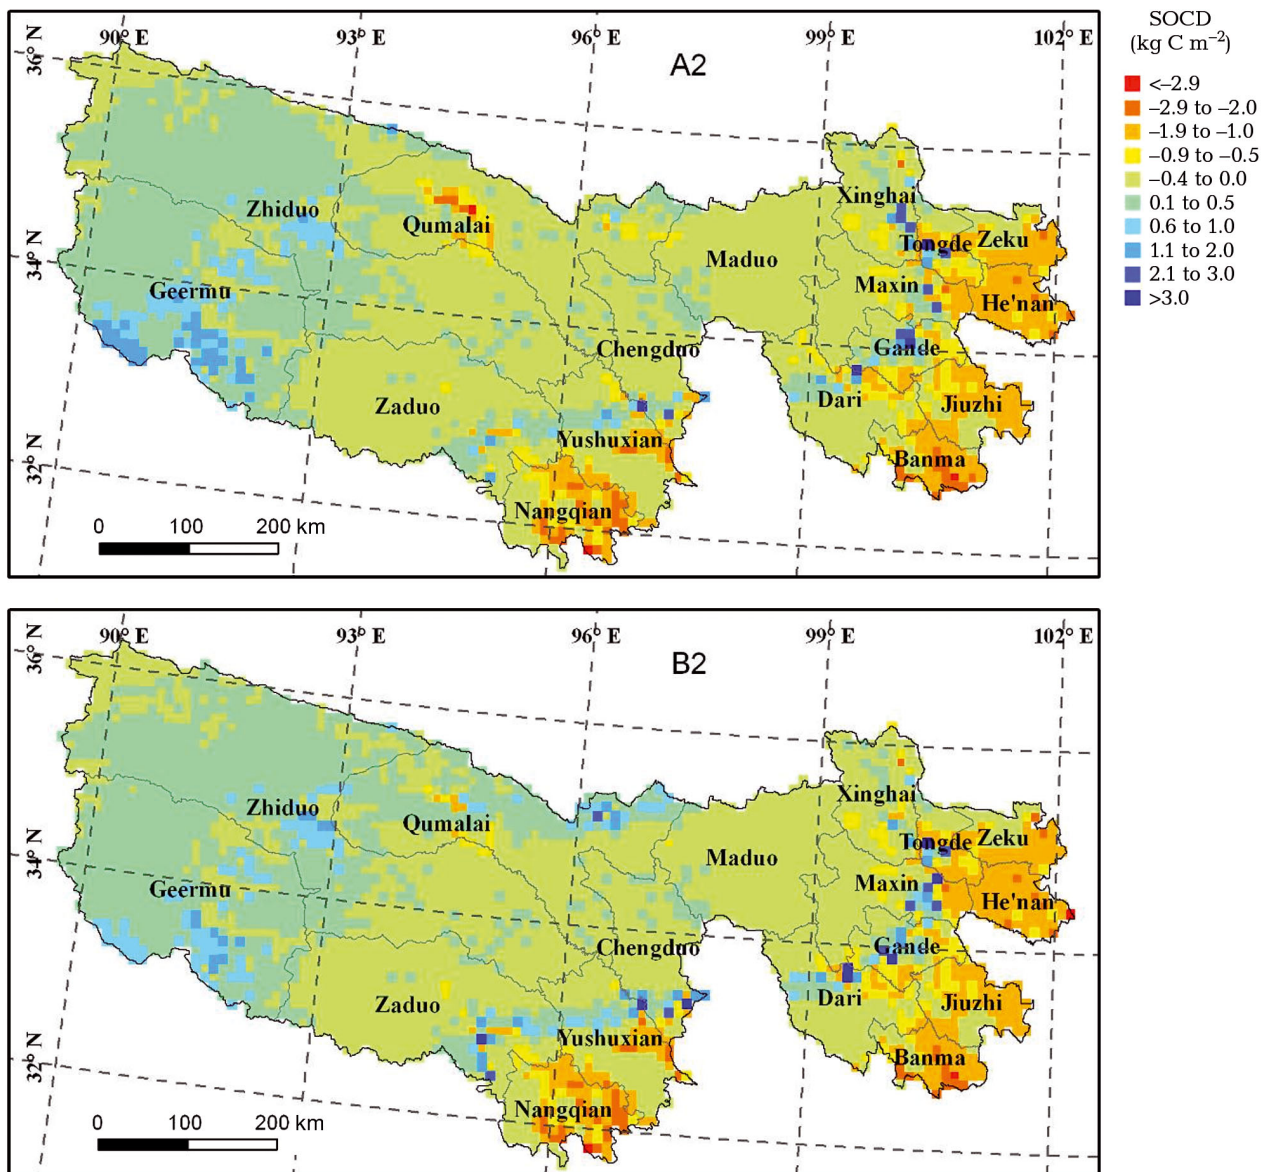 90° E 93° E 96° E 99° E 102° E
SOCD
(kg C m⁻²)
<–2.9
–2.9 to –2.0
–1.9 to –1.0
–0.9 to –0.5
–0.4 to 0.0
0.1 to 0.5
0.6 to 1.0
1.1 to 2.0
2.1 to 3.0
>3.0
36° N
A2
Xinghai
Zhiduo
Qumalai
Tongde
Zeku
34° N
Maduo
Geermu
Maxin
He'nan
Chengduo
Gande
Zaduo
Dari
Jiuzhi
32° N
Yushuxian
Banma
Nangqian
0 100 200 km
90° E 93° E 96° E 99° E 102° E
36° N
B2
Xinghai
Zhiduo
Qumalai
Tongde
Zeku
34° N
Maduo
Geermu
Maxin
He'nan
Chengduo
Gande
Zaduo
Dari
Jiuzhi
32° N
Yushuxian
Banma
Nangqian
0 100 200 km